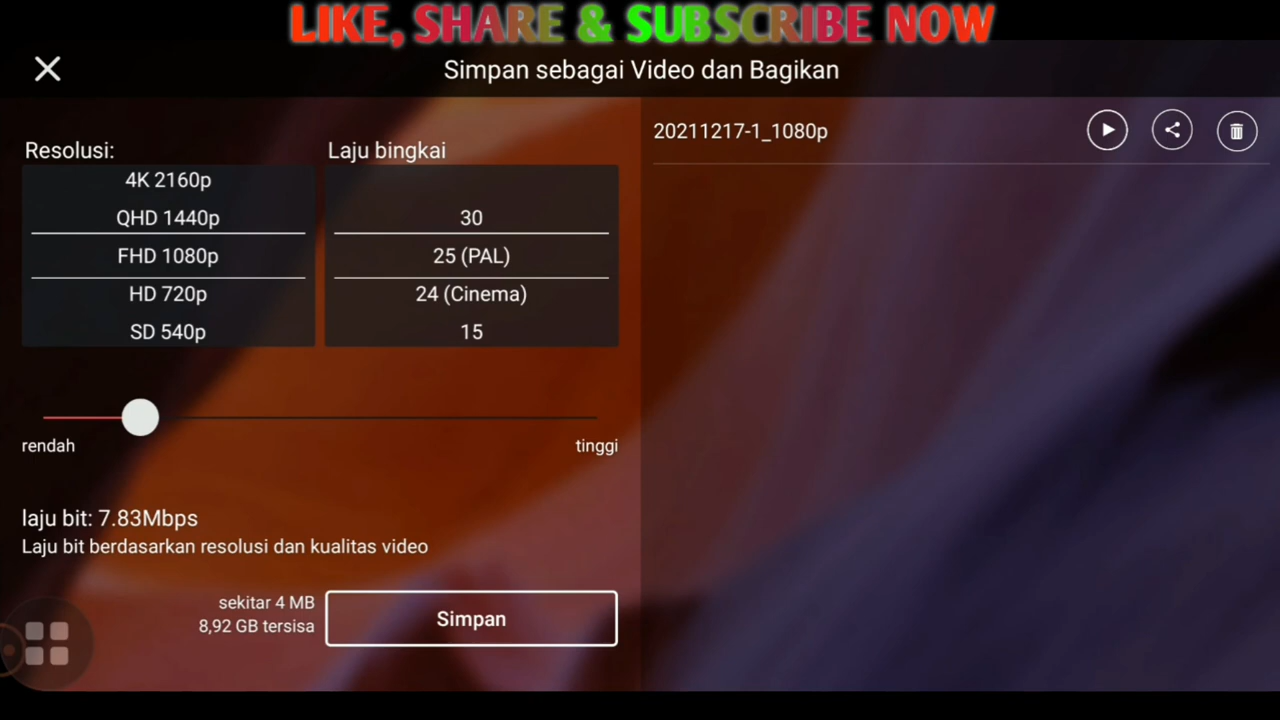 LIKE, SHARE & SUBSCRIBE NOW
Simpan sebagai Video dan Bagikan
Resolusi:
4K 2160p
QHD 1440p
FHD 1080p
HD 720p
SD 540p
Laju bingkai
30
25 (PAL)
24 (Cinema)
15
rendah
tinggi
laju bit: 7.83Mbps
Laju bit berdasarkan resolusi dan kualitas video
sekitar 4 MB
8,92 GB tersisa
Simpan
20211217-1_1080p